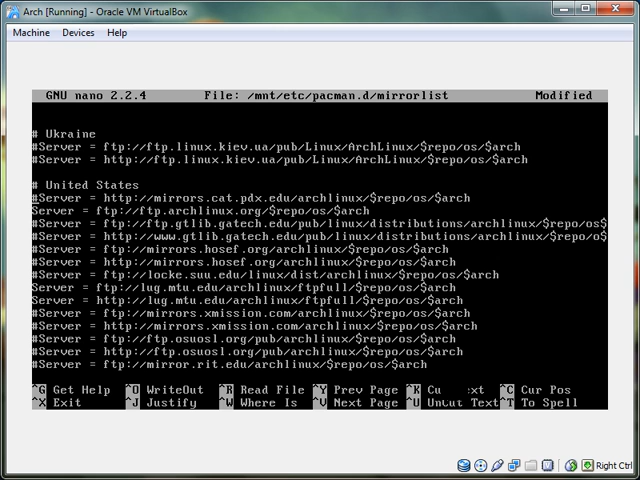 Arch [Running] - Oracle VM VirtualBox
Machine Devices Help
GNU nano 2.2.4 File: /mnt/etc/pacman.d/mirrorlist Modified
# Ukraine
#Server = ftp://ftp.linux.kiev.ua/pub/Linux/ArchLinux/$repo/os/$arch
#Server = http://ftp.linux.kiev.ua/pub/Linux/ArchLinux/$repo/os/$arch
# United States
#Server = http://mirrors.cat.pdx.edu/archlinux/$repo/os/$arch
Server = ftp://ftp.archlinux.org/$repo/os/$arch
#Server = ftp://ftp.gtlib.gatech.edu/pub/linux/distributions/archlinux/$repo/os$
#Server = http://www.gtlib.gatech.edu/pub/linux/distributions/archlinux/$repo/o$
#Server = ftp://mirrors.hosef.org/archlinux/$repo/os/$arch
#Server = http://mirrors.hosef.org/archlinux/$repo/os/$arch
#Server = ftp://locke.suu.edu/linux/dist/archlinux/$repo/os/$arch
Server = ftp://lug.mtu.edu/archlinux/ftpfull/$repo/os/$arch
Server = http://lug.mtu.edu/archlinux/ftpfull/$repo/os/$arch
#Server = ftp://mirrors.xmission.com/archlinux/$repo/os/$arch
#Server = http://mirrors.xmission.com/archlinux/$repo/os/$arch
#Server = ftp://ftp.osuosl.org/pub/archlinux/$repo/os/$arch
#Server = http://ftp.osuosl.org/pub/archlinux/$repo/os/$arch
#Server = ftp://mirror.rit.edu/archlinux/$repo/os/$arch
^G Get Help ^O WriteOut ^R Read File ^Y Prev Page ^K ^C Cur Pos
^X Exit ^J Justify ^W Where Is ^V Next Page ^U UnCut Text ^T To Spell
Right Ctrl